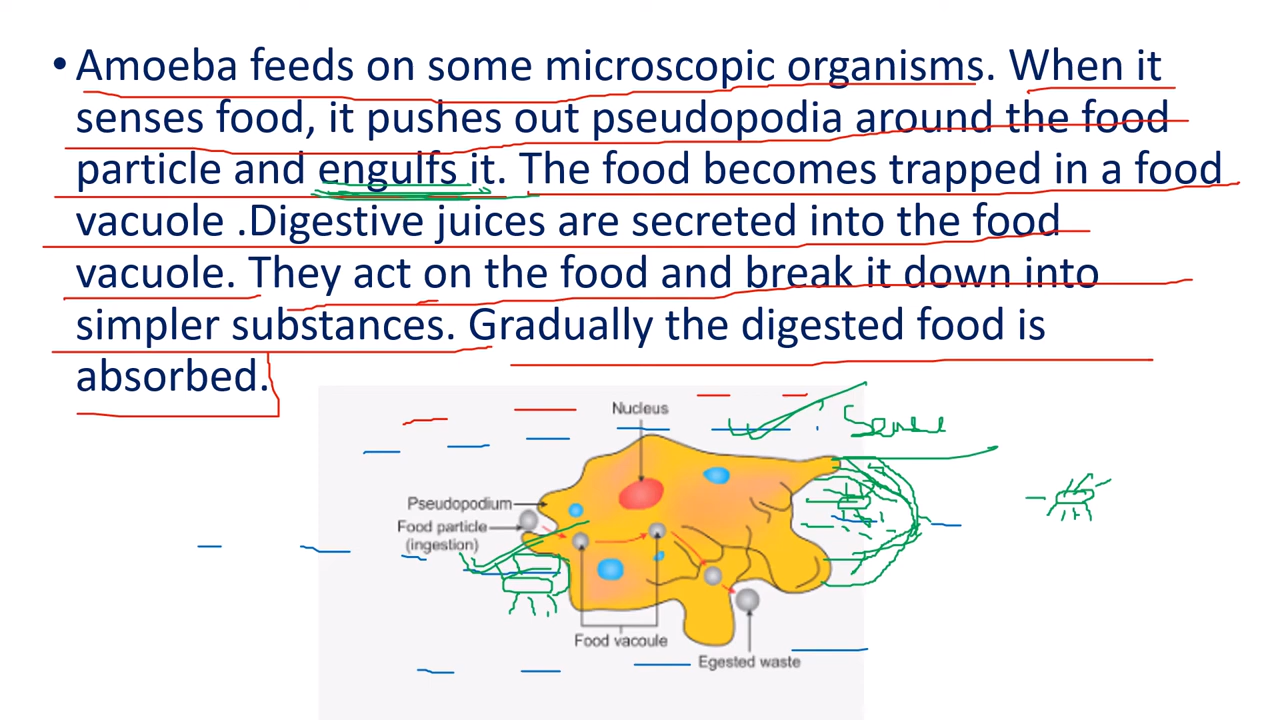 • Amoeba feeds on some microscopic organisms. When it
senses food, it pushes out pseudopodia around the food
particle and engulfs it. The food becomes trapped in a food
vacuole .Digestive juices are secreted into the food
vacuole. They act on the food and break it down into
simpler substances. Gradually the digested food is
absorbed.
Nucleus
Sense
Pseudopodium
Food particle
(ingestion)
Food vacoule
Egested waste